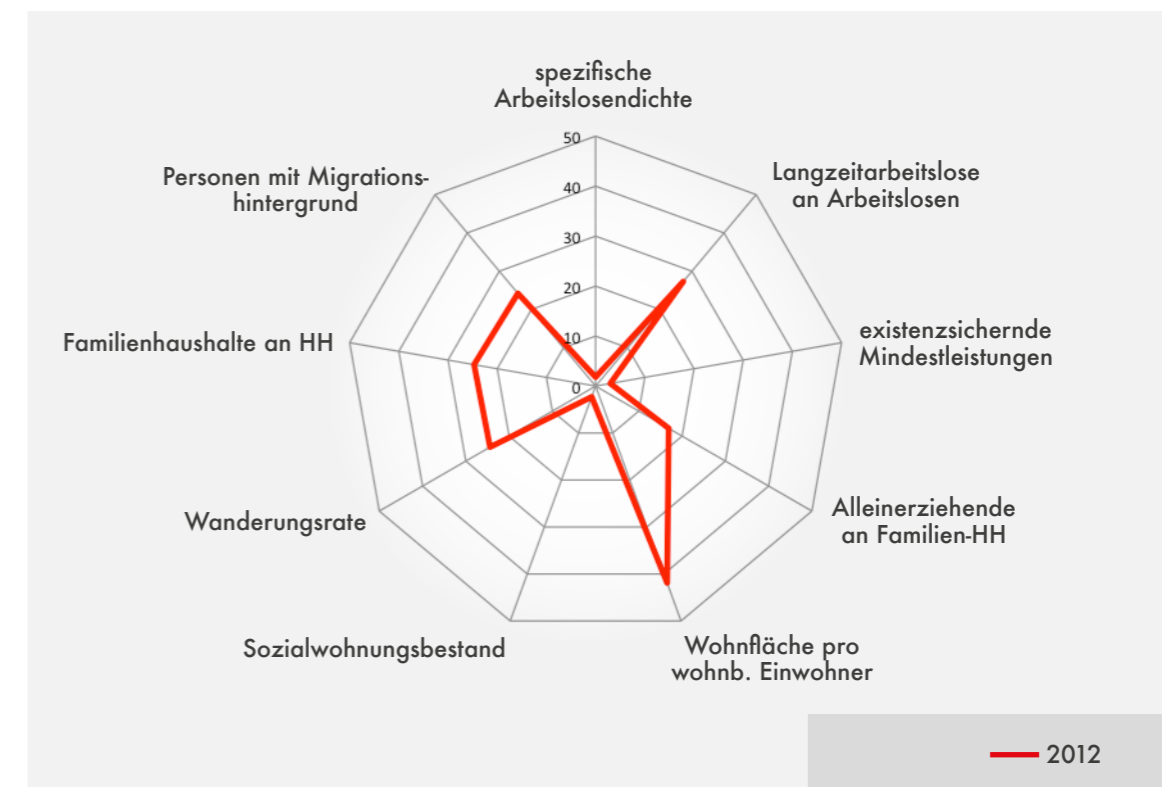 spezifische
Arbeitslosendichte
Langzeitarbeitslose
an Arbeitslosen
existenzsichernde
Mindestleistungen
Alleinerziehende
an Familien-HH
Wohnfläche pro
wohnb. Einwohner
Sozialwohnungsbestand
Wanderungsrate
Familienhaushalte an HH
Personen mit Migrations-
hintergrund
50
40
30
20
10
0
2012